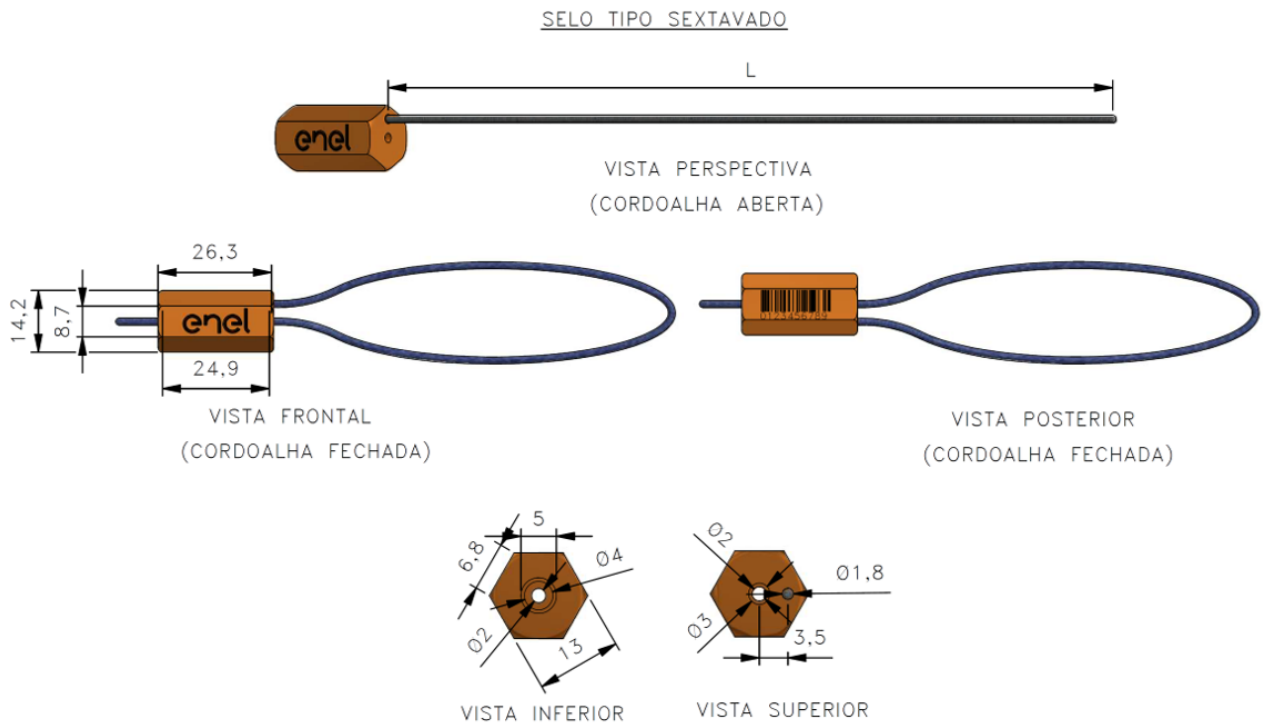 SELO TIPO SEXTAVADO
L
enel
VISTA PERSPECTIVA
(CORDOALHA ABERTA)
26,3
14,2
8,7
enel
24,9
VISTA FRONTAL
(CORDOALHA FECHADA)
0123456789
VISTA POSTERIOR
(CORDOALHA FECHADA)
5
6,8
Ø4
Ø2
13
VISTA INFERIOR
Ø2
Ø1,8
Ø3
3,5
VISTA SUPERIOR